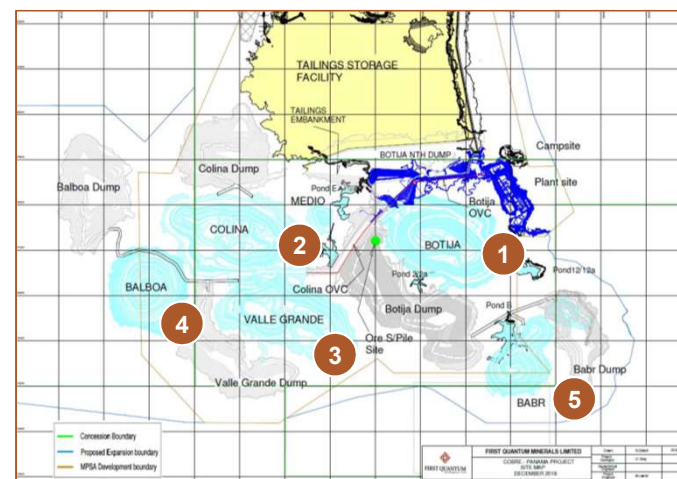 TAILINGS STORAGE
FACILITY
TAILINGS
EMBANKMENT
BOTIJA NTH DUMP
Campsite
Colina Dump
Balboa Dump
Pond E
Plant site
MEDIO
Botija
OVC
COLINA
2
BOTIJA
1
Pond12/12a
BALBOA
Colina OVC
Pond 2/2a
Botija Dump
Pond B
4
VALLE GRANDE
3
Ore S/Pile
Site
Valle Grande Dump
Babr Dump
BABR
5
Concession Boundary
Proposed Expansion boundary
MPSA Development boundary
FIRST QUANTUM
MINERALS
FIRST QUANTUM MINERALS LIMITED
COBRE - PANAMA PROJECT
SITE MAP
DECEMBER 2018